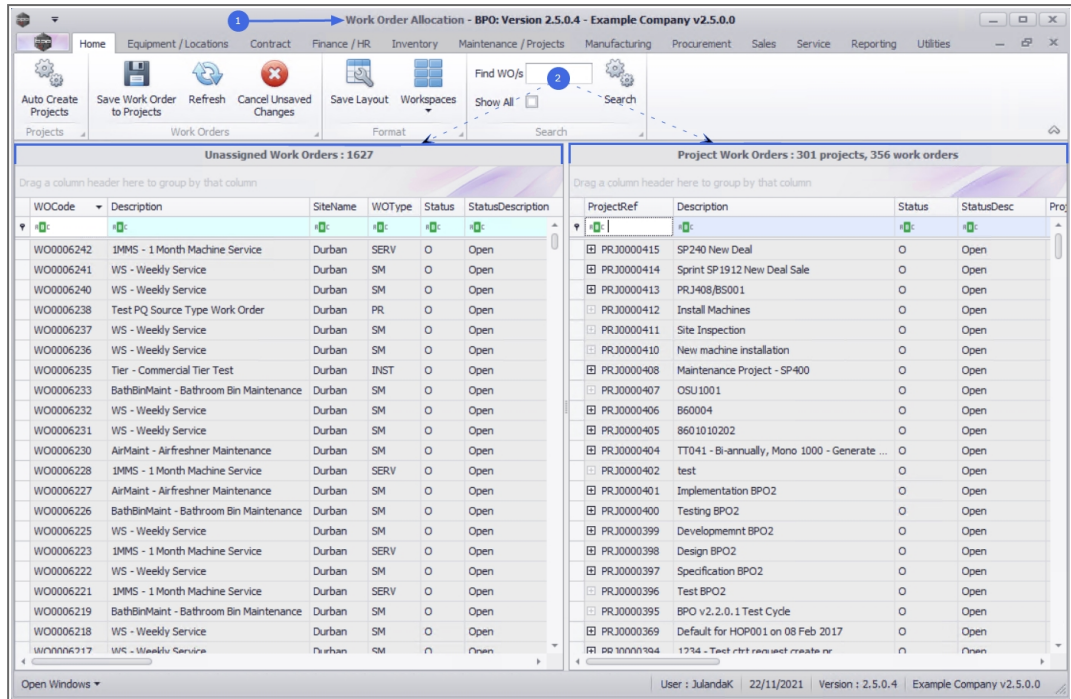 1
Work Order Allocation - BPO: Version 2.5.0.4 - Example Company v2.5.0.0
Home Equipment / Locations Contract Finance / HR Inventory Maintenance / Projects Manufacturing Procurement Sales Service Reporting Utilities
Auto Create Projects
Save Work Order to Projects
Refresh
Cancel Unsaved Changes
Save Layout
Workspaces
Find WO/s
2
Show All
Search
Projects Work Orders Format Search
Unassigned Work Orders : 1627
Drag a column header here to group by that column
WOCode Description SiteName WOType Status StatusDescription
WO0006242 1MMS - 1 Month Machine Service Durban SERV O Open
WO0006241 WS - Weekly Service Durban SM O Open
WO0006240 WS - Weekly Service Durban SM O Open
WO0006238 Test PQ Source Type Work Order Durban PR O Open
WO0006237 WS - Weekly Service Durban SM O Open
WO0006236 WS - Weekly Service Durban SM O Open
WO0006235 Tier - Commercial Tier Test Durban INST O Open
WO0006233 BathBinMaint - Bathroom Bin Maintenance Durban SM O Open
WO0006232 WS - Weekly Service Durban SM O Open
WO0006231 WS - Weekly Service Durban SM O Open
WO0006230 AirMaint - Airfreshner Maintenance Durban SM O Open
WO0006228 1MMS - 1 Month Machine Service Durban SERV O Open
WO0006227 AirMaint - Airfreshner Maintenance Durban SM O Open
WO0006226 BathBinMaint - Bathroom Bin Maintenance Durban SM O Open
WO0006225 WS - Weekly Service Durban SM O Open
WO0006223 1MMS - 1 Month Machine Service Durban SERV O Open
WO0006222 WS - Weekly Service Durban SM O Open
WO0006221 1MMS - 1 Month Machine Service Durban SERV O Open
WO0006219 BathBinMaint - Bathroom Bin Maintenance Durban SM O Open
WO0006218 WS - Weekly Service Durban SM O Open
WO0006217 WS - Weekly Service Durban SM O Open
Project Work Orders : 301 projects, 356 work orders
Drag a column header here to group by that column
ProjectRef Description Status StatusDesc Proj
PRJ0000415 SP240 New Deal O Open
PRJ0000414 Sprint SP1912 New Deal Sale O Open
PRJ0000413 PRJ408/BS001 O Open
PRJ0000412 Install Machines O Open
PRJ0000411 Site Inspection O Open
PRJ0000410 New machine installation O Open
PRJ0000408 Maintenance Project - SP400 O Open
PRJ0000407 OSU1001 O Open
PRJ0000406 B60004 O Open
PRJ0000405 8601010202 O Open
PRJ0000404 TT041 - Bi-annually, Mono 1000 - Generate ... O Open
PRJ0000402 test O Open
PRJ0000401 Implementation BPO2 O Open
PRJ0000400 Testing BPO2 O Open
PRJ0000399 Developmemnt BPO2 O Open
PRJ0000398 Design BPO2 O Open
PRJ0000397 Specification BPO2 O Open
PRJ0000396 Test BPO2 O Open
PRJ0000395 BPO v2.2.0.1 Test Cycle O Open
PRJ0000369 Default for HOP001 on 08 Feb 2017 O Open
PRJ0000394 1234 - Test ctrt request create pr O Open
Open Windows User : JulandaK 22/11/2021 Version : 2.5.0.4 Example Company v2.5.0.0